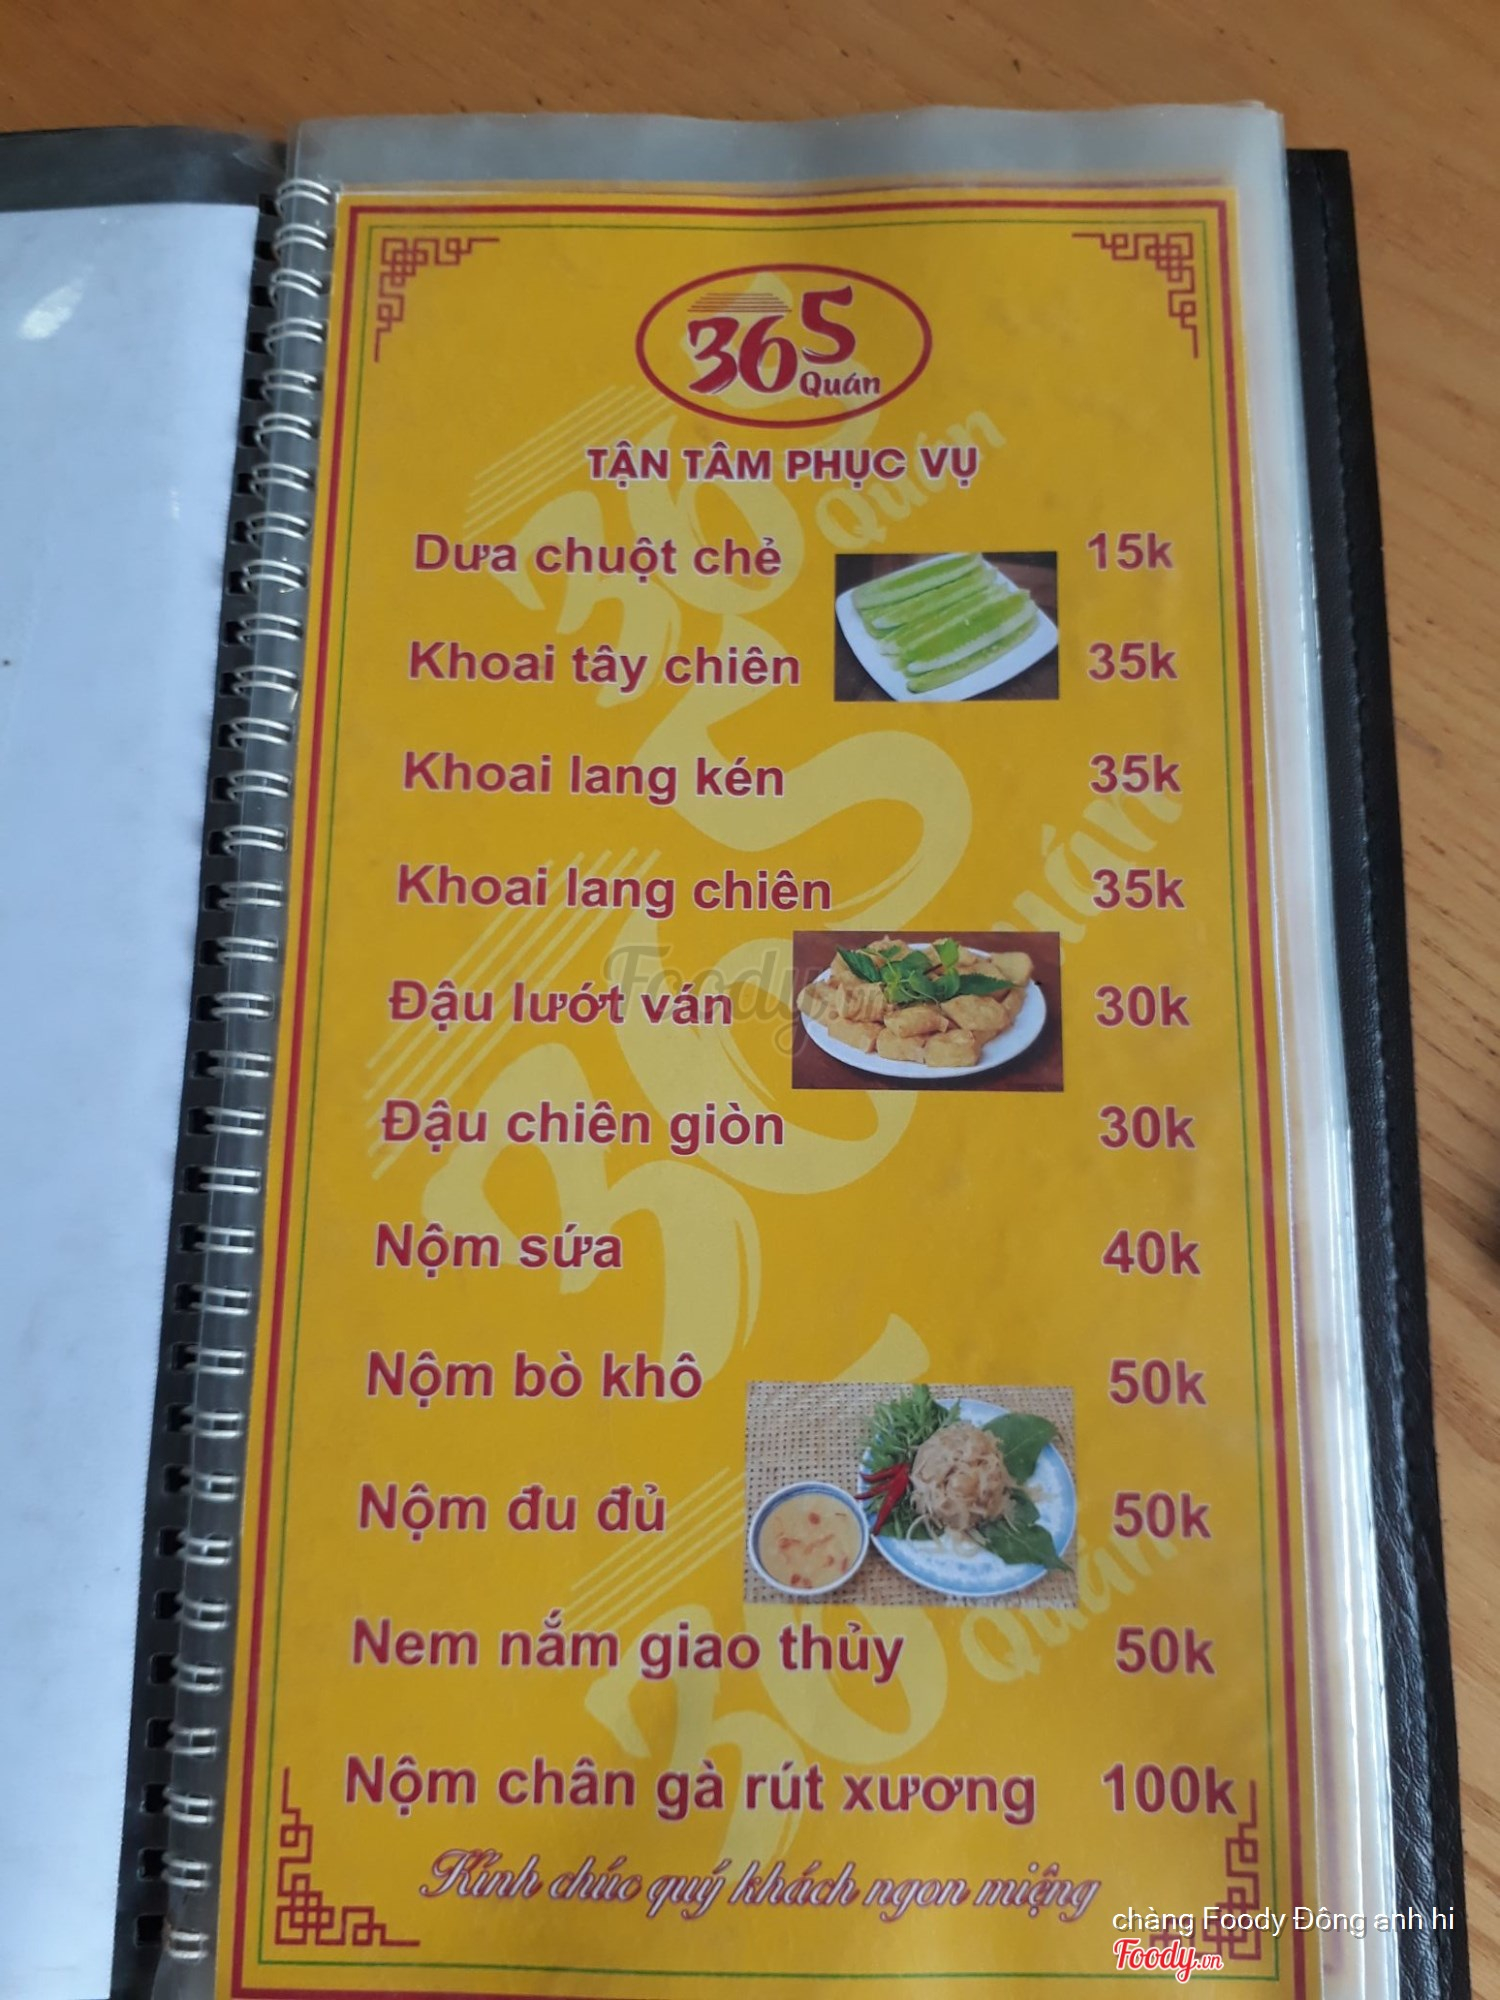 365
Quán
TẬN TÂM PHỤC VỤ
Dưa chuột chẻ 15k
Khoai tây chiên 35k
Khoai lang kén 35k
Khoai lang chiên 35k
Đậu lướt ván 30k
Đậu chiên giòn 30k
Nộm sứa 40k
Nộm bò khô 50k
Nộm đu đủ 50k
Nem nắm giao thủy 50k
Nộm chân gà rút xương 100k
Kính chúc quý khách ngon miệng
chàng Foody Đông anh hi
Foody.vn